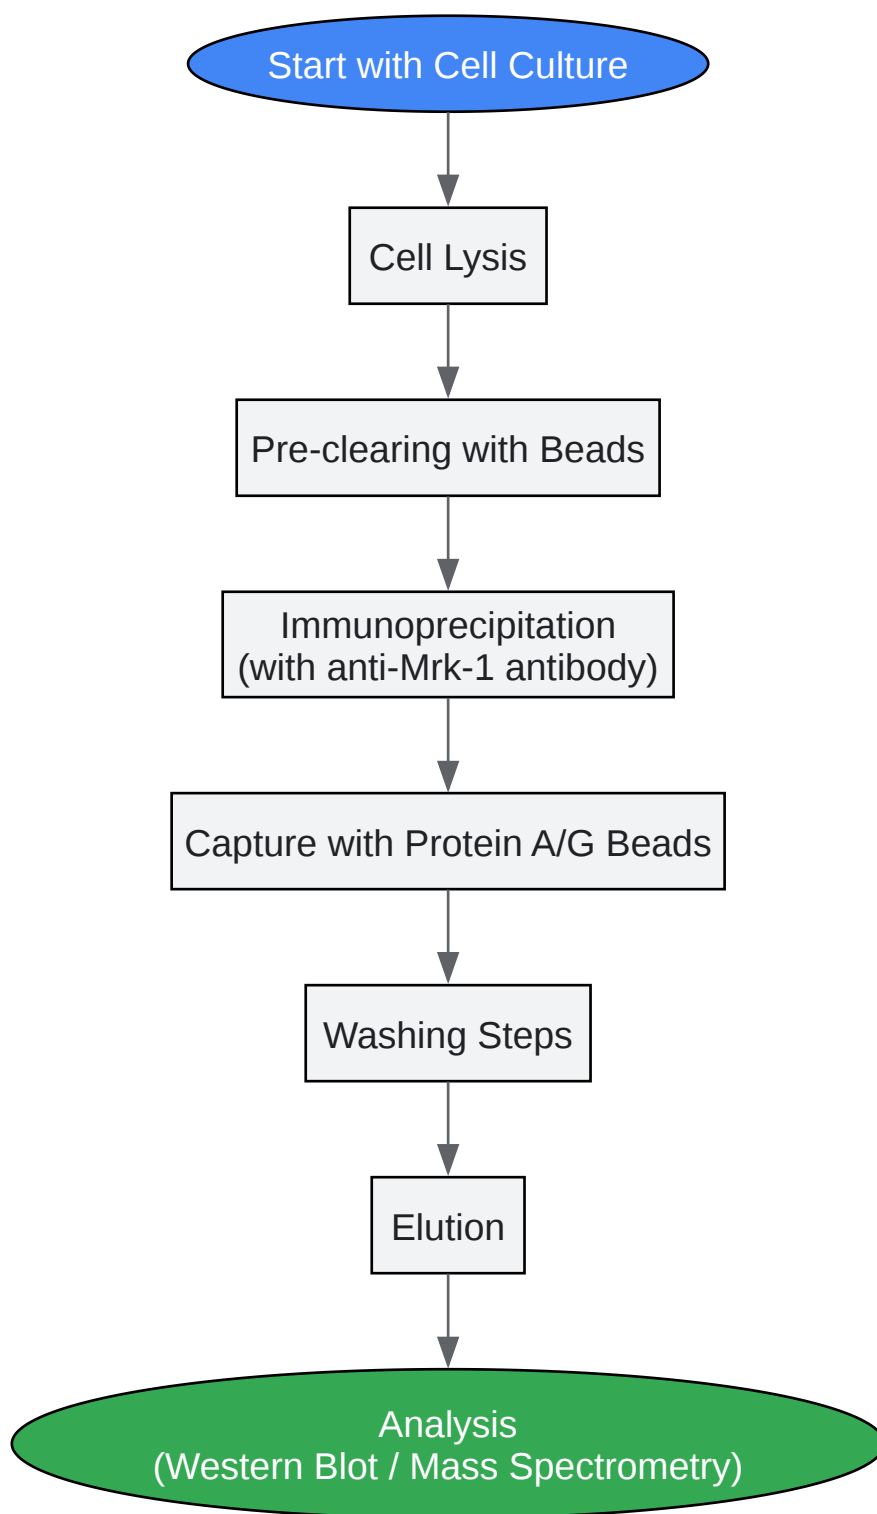 Start with Cell Culture
Cell Lysis
Pre-clearing with Beads
Immunoprecipitation
(with anti-Mrk-1 antibody)
Capture with Protein A/G Beads
Washing Steps
Elution
Analysis
(Western Blot / Mass Spectrometry)